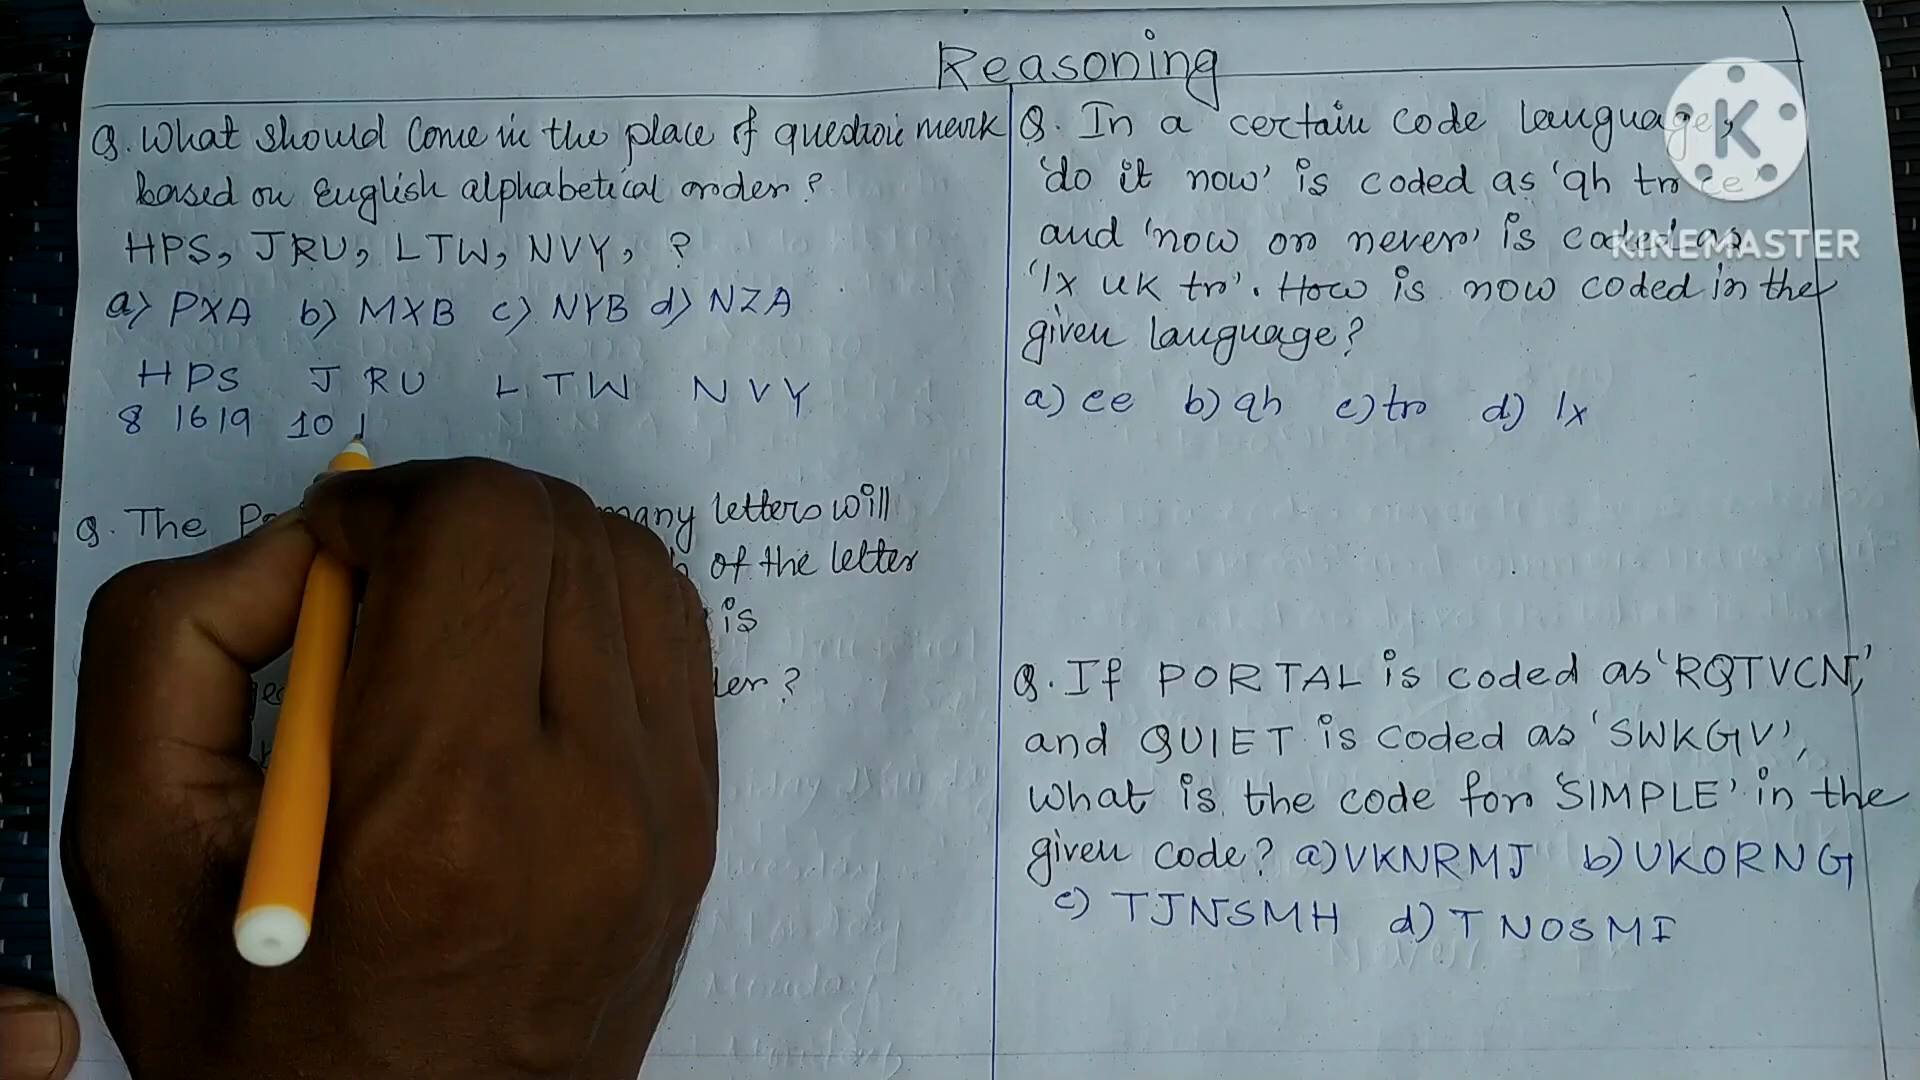 Reasoning
Q. What should come in the place of question mark
based on English alphabetical order?
HPS, JRU, LTW, NVY, ?
a) PXA b) MXB c) NYB d) NZA
HPS JRU LTW NVY
8 16 19 10 1
Q. The many letters will
of the letter
is
?
Q. In a certain code language,
'do it now' is coded as 'qh tr ee'
and 'now or never' is coded as
'lx uk tr'. How is now coded in the
given language?
a) ee b) qh c) tr d) lx
Q. If PORTAL is coded as 'RQTVCN,'
and QUIET is coded as 'SWKGV',
What is the code for 'SIMPLE' in the
given code? a) VKNRMJ b) UKORNG
c) TJNSMH d) TNOSMI
K
KINEMASTER